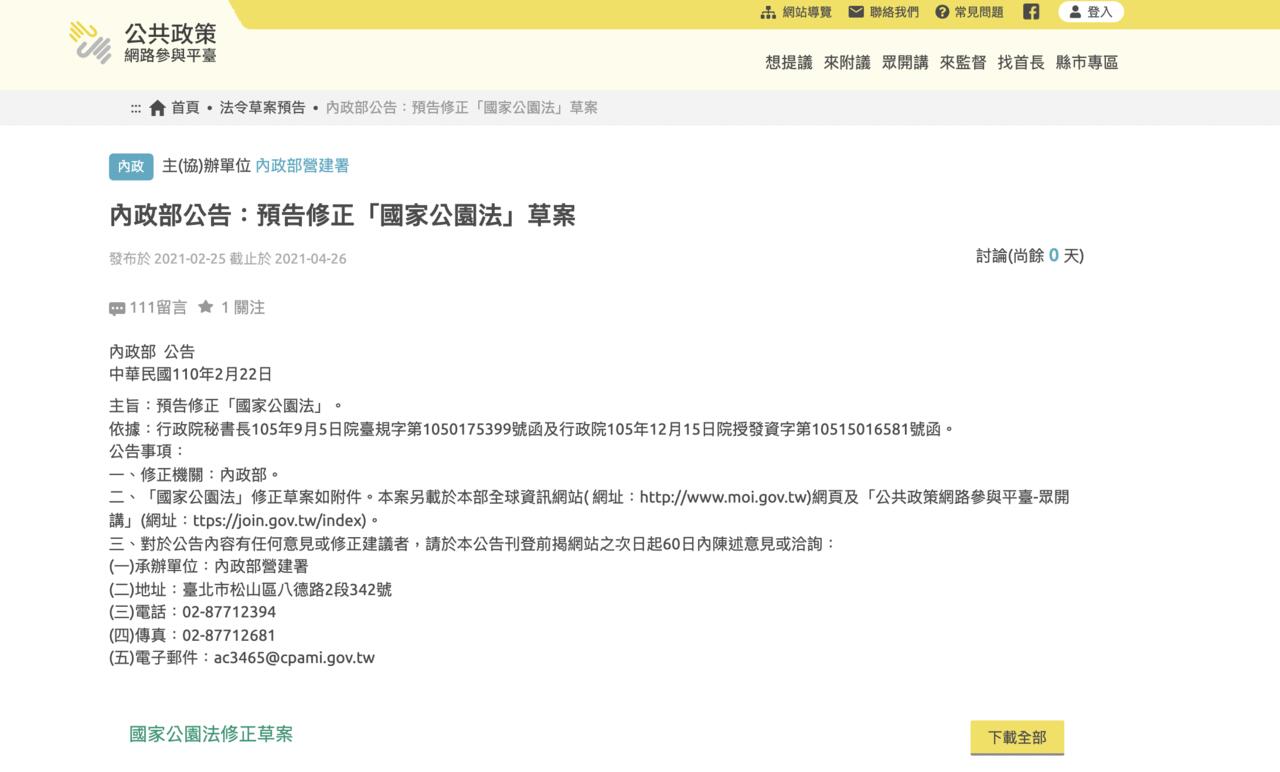 公共政策
網路參與平臺
網站導覽 聯絡我們 常見問題 登入
想提議 來附議 眾開講 來監督 找首長 縣市專區
::: 首頁 • 法令草案預告 • 內政部公告：預告修正「國家公園法」草案
內政 主(協)辦單位 內政部營建署
內政部公告：預告修正「國家公園法」草案
發布於 2021-02-25 截止於 2021-04-26
討論(尚餘 0 天)
111留言 1 關注
內政部 公告
中華民國110年2月22日
主旨：預告修正「國家公園法」。
依據：行政院秘書長105年9月5日院臺規字第1050175399號函及行政院105年12月15日院授發資字第10515016581號函。
公告事項：
一、修正機關：內政部。
二、「國家公園法」修正草案如附件。本案另載於本部全球資訊網站( 網址：http://www.moi.gov.tw)網頁及「公共政策網路參與平臺-眾開
講」(網址：ttps://join.gov.tw/index)。
三、對於公告內容有任何意見或修正建議者，請於本公告刊登前揭網站之次日起60日內陳述意見或洽詢：
(一)承辦單位：內政部營建署
(二)地址：臺北市松山區八德路2段342號
(三)電話：02-87712394
(四)傳真：02-87712681
(五)電子郵件：ac3465@cpami.gov.tw
國家公園法修正草案
下載全部